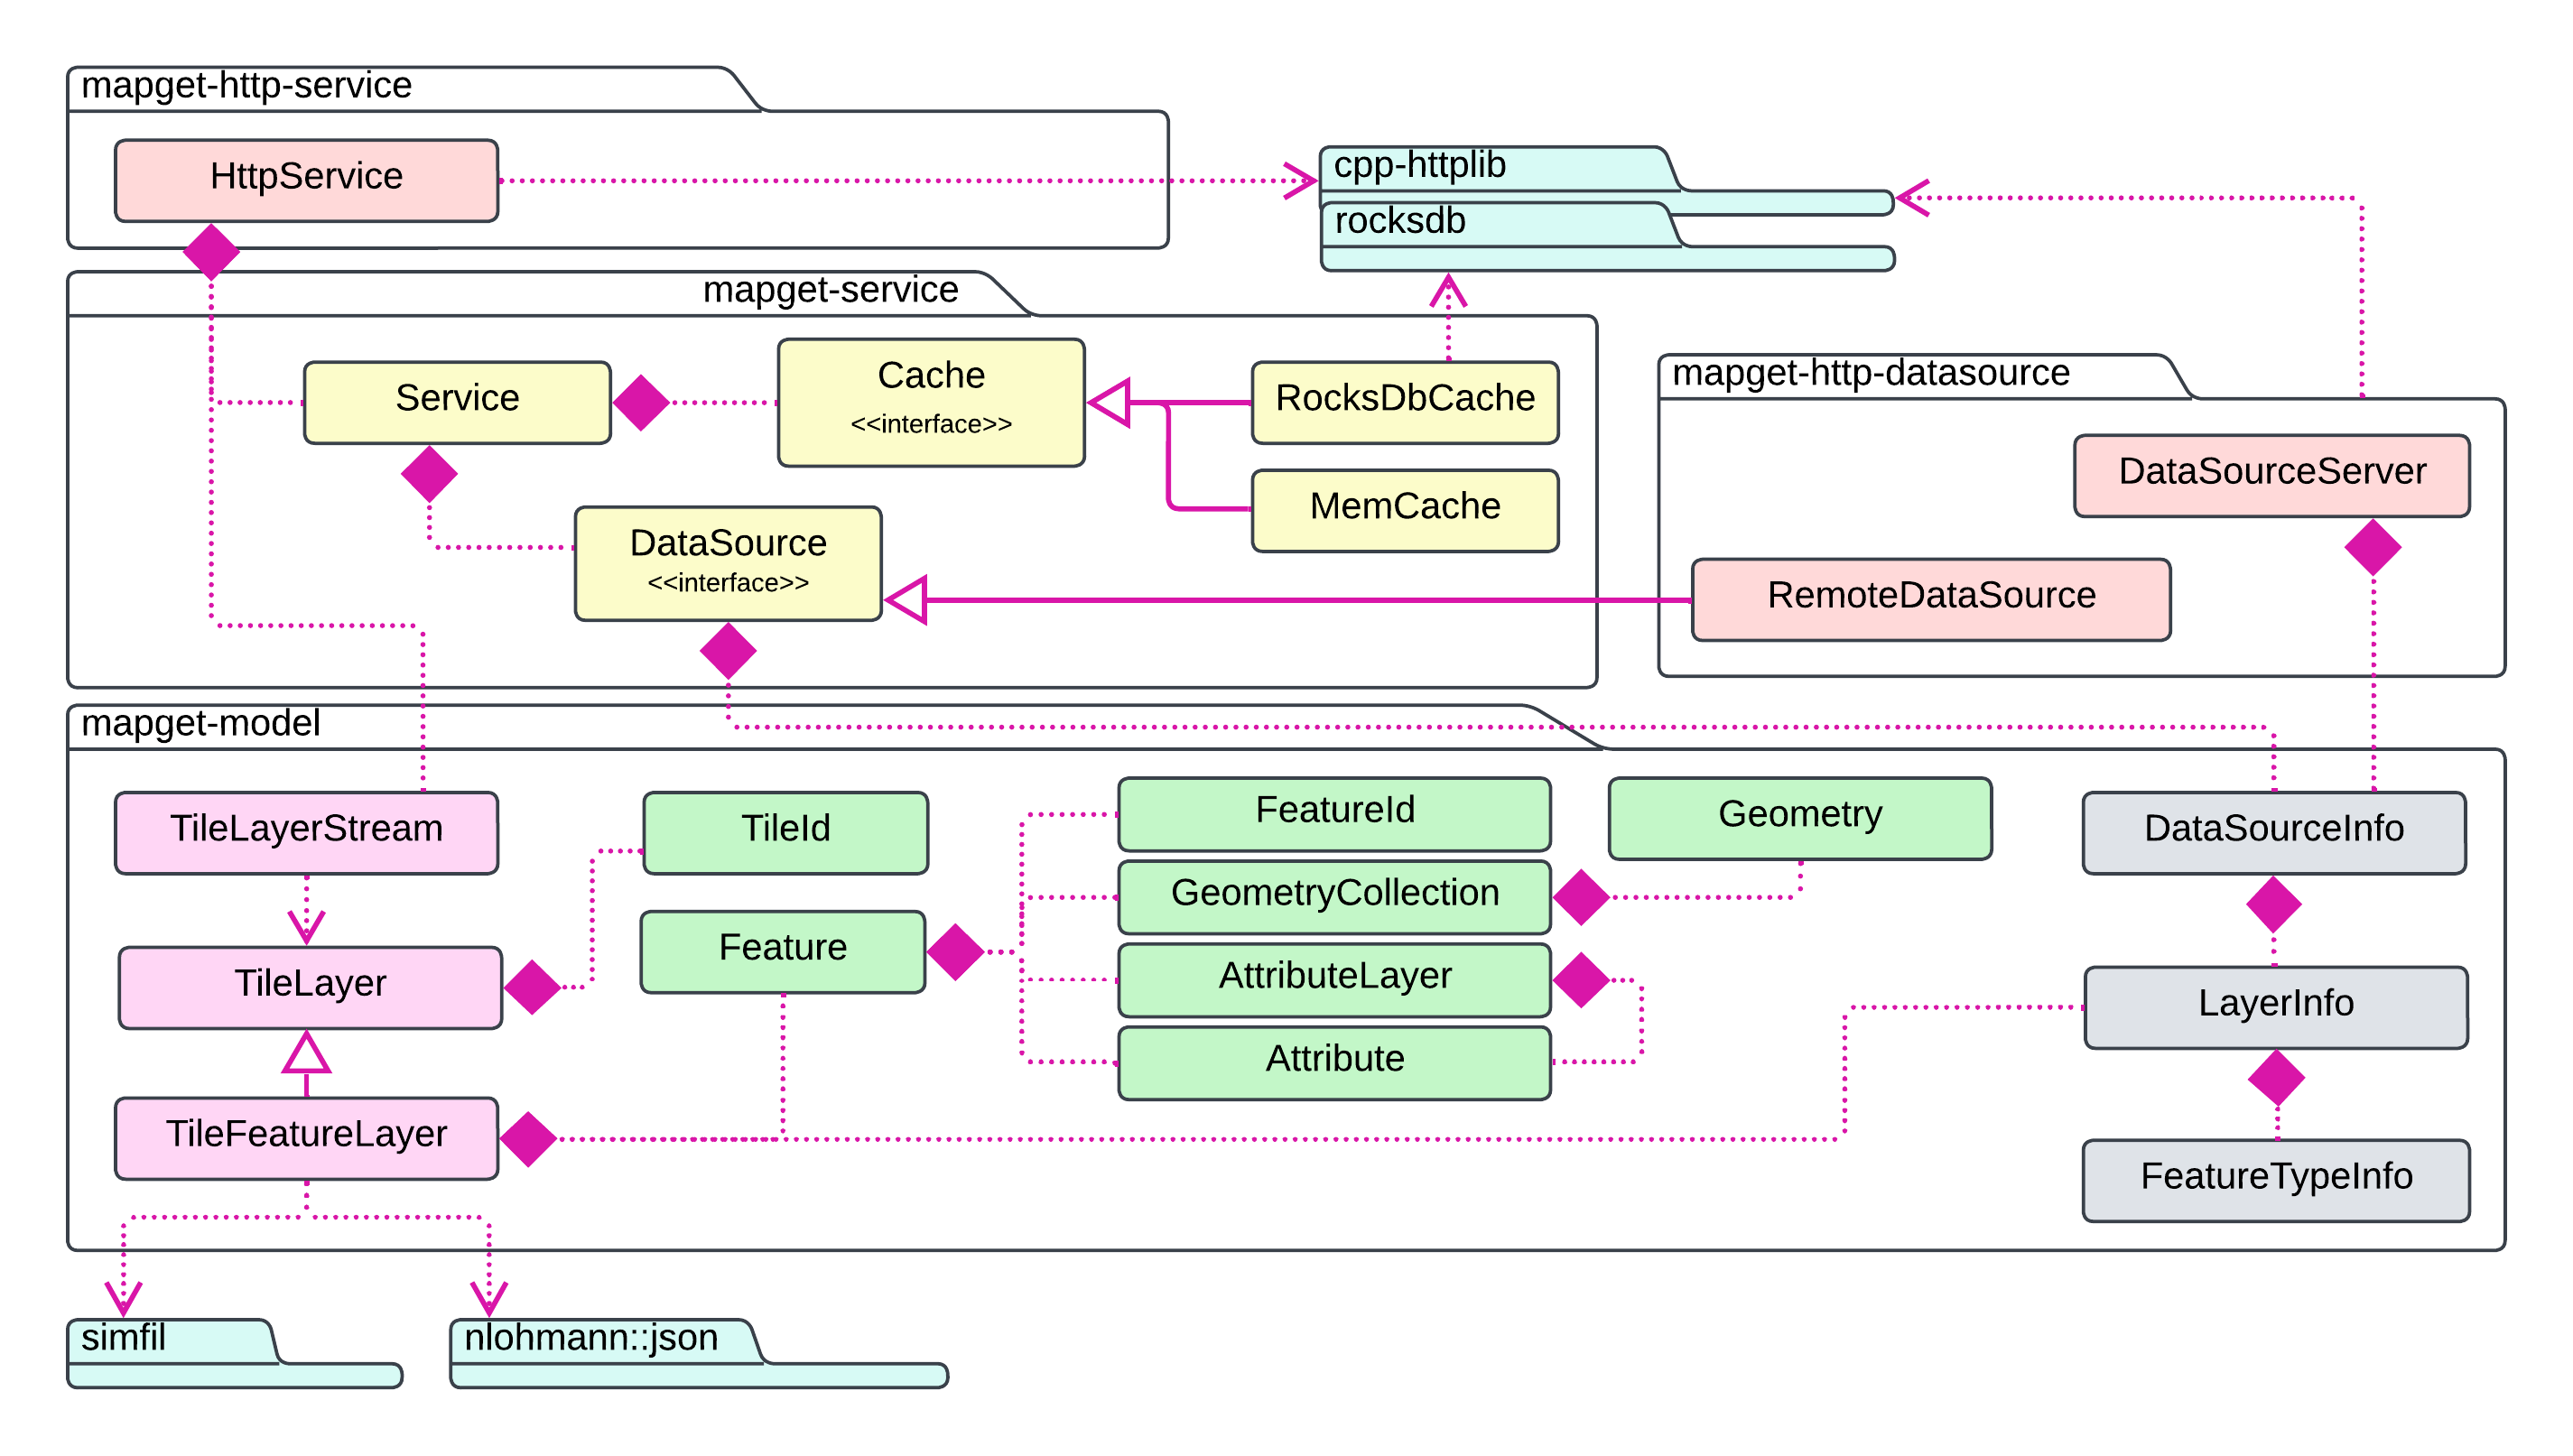 mapget-http-service
HttpService
cpp-httplib
rocksdb
mapget-service
Service
Cache
<<interface>>
RocksDbCache
MemCache
DataSource
<<interface>>
mapget-http-datasource
DataSourceServer
RemoteDataSource
mapget-model
TileLayerStream
TileId
FeatureId
Geometry
DataSourceInfo
GeometryCollection
Feature
AttributeLayer
TileLayer
LayerInfo
Attribute
TileFeatureLayer
FeatureTypeInfo
simfil
nlohmann::json